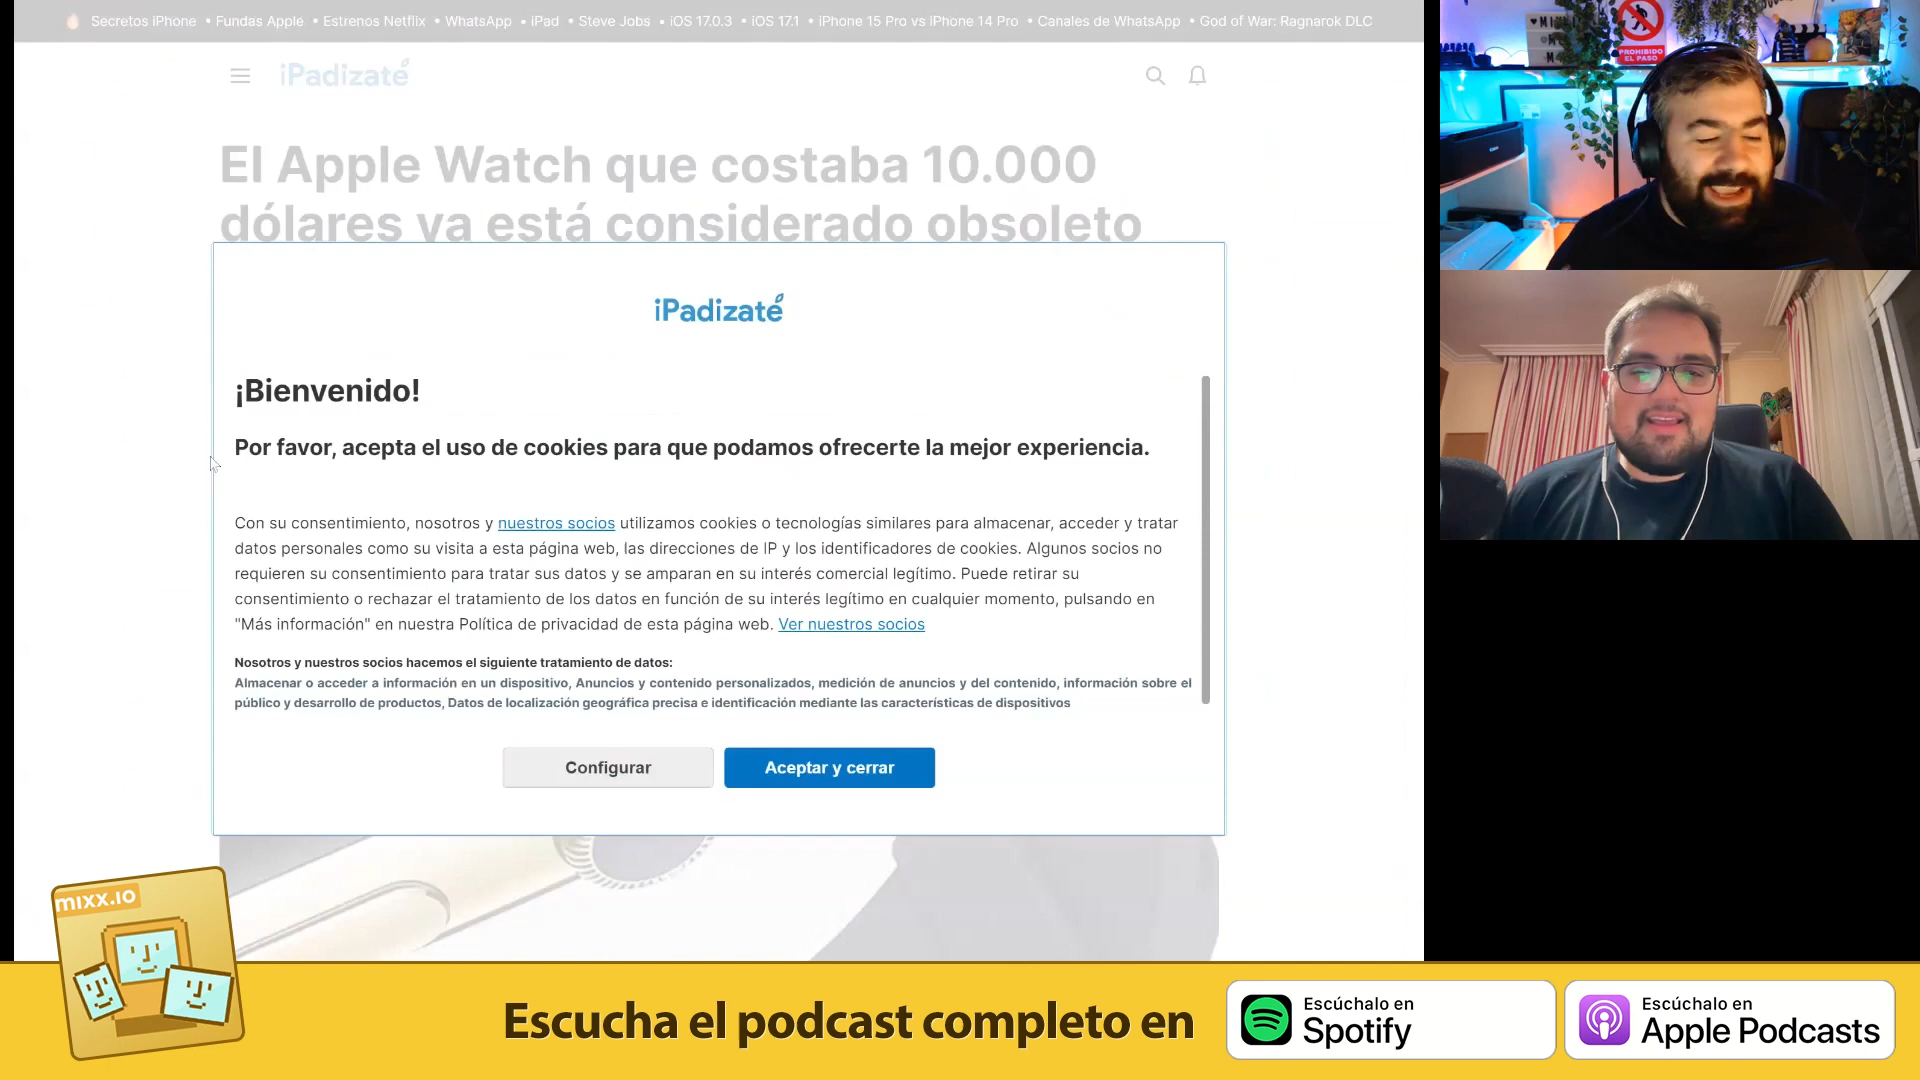 Secretos iPhone • Fundas Apple • Estrenos Netflix • WhatsApp • iPad • Steve Jobs • iOS 17.0.3 • iOS 17.1 • iPhone 15 Pro vs iPhone 14 Pro • Canales de WhatsApp • God of War: Ragnarok DLC
iPadizate
El Apple Watch que costaba 10.000
dólares ya está considerado obsoleto
iPadizate
¡Bienvenido!
Por favor, acepta el uso de cookies para que podamos ofrecerte la mejor experiencia.
Con su consentimiento, nosotros y nuestros socios utilizamos cookies o tecnologías similares para almacenar, acceder y tratar
datos personales como su visita a esta página web, las direcciones de IP y los identificadores de cookies. Algunos socios no
requieren su consentimiento para tratar sus datos y se amparan en su interés comercial legítimo. Puede retirar su
consentimiento o rechazar el tratamiento de los datos en función de su interés legítimo en cualquier momento, pulsando en
"Más información" en nuestra Política de privacidad de esta página web. Ver nuestros socios
Nosotros y nuestros socios hacemos el siguiente tratamiento de datos:
Almacenar o acceder a información en un dispositivo, Anuncios y contenido personalizados, medición de anuncios y del contenido, información sobre el
público y desarrollo de productos, Datos de localización geográfica precisa e identificación mediante las características de dispositivos
Configurar
Aceptar y cerrar
PROHIBIDO
EL PASO
mixx.io
Escucha el podcast completo en
Escúchalo en
Spotify
Escúchalo en
Apple Podcasts